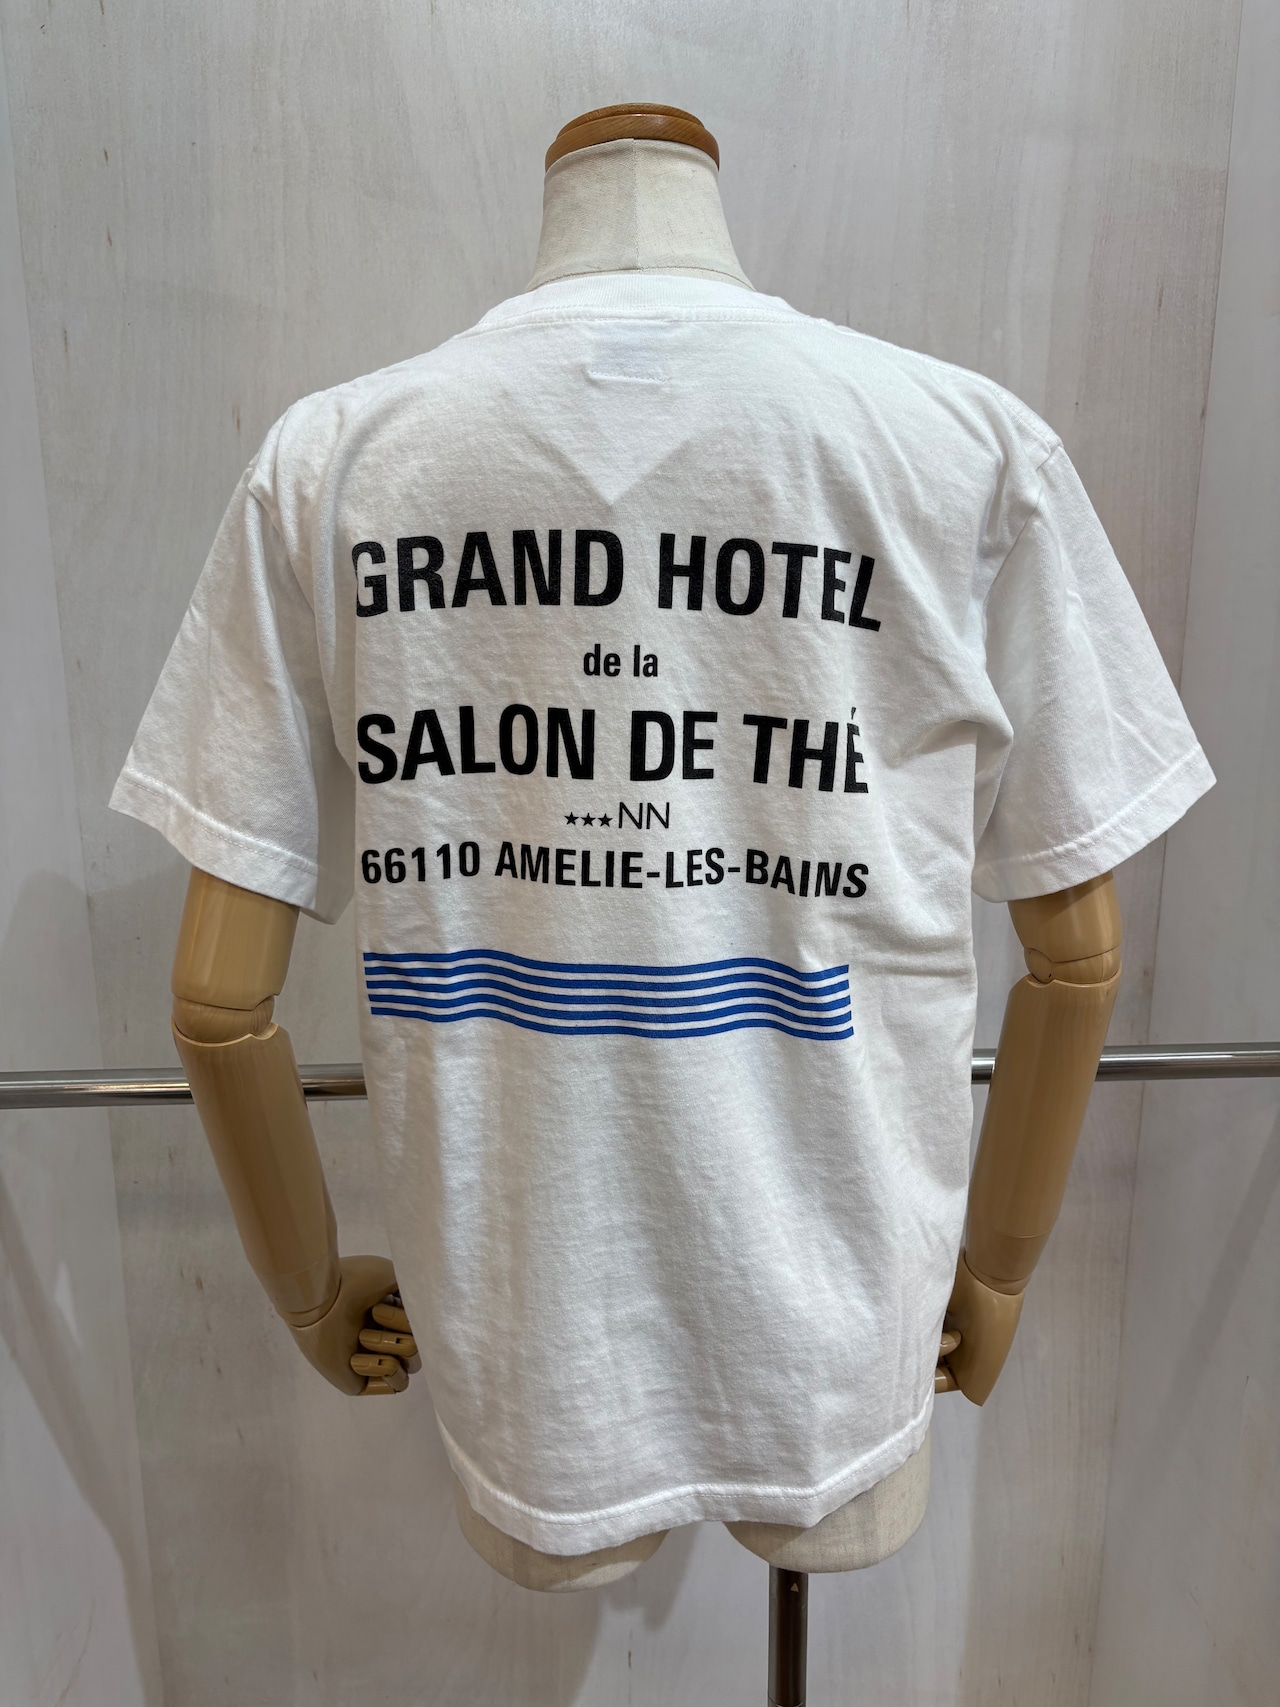 GRAND HOTEL
de la
SALON DE THÉ
★★★NN
66110 AMELIE-LES-BAINS